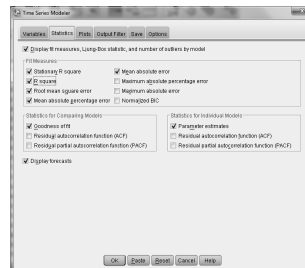 Time Series Modeler
Variables Statistics Plots Output Filter Save Options
Display fit measures, Ljung-Box statistic, and number of outliers by model
Fit Measures
Stationary R square Mean absolute error
R square Maximum absolute percentage error
Root mean square error Maximum absolute error
Mean absolute percentage error Normalized BIC
Statistics for Comparing Models Statistics for Individual Models
Goodness of fit Parameter estimates
Residual autocorrelation function (ACF) Residual autocorrelation function (ACF)
Residual partial autocorrelation function (PACF) Residual partial autocorrelation function (PACF)
Display forecasts
OK Paste Reset Cancel Help